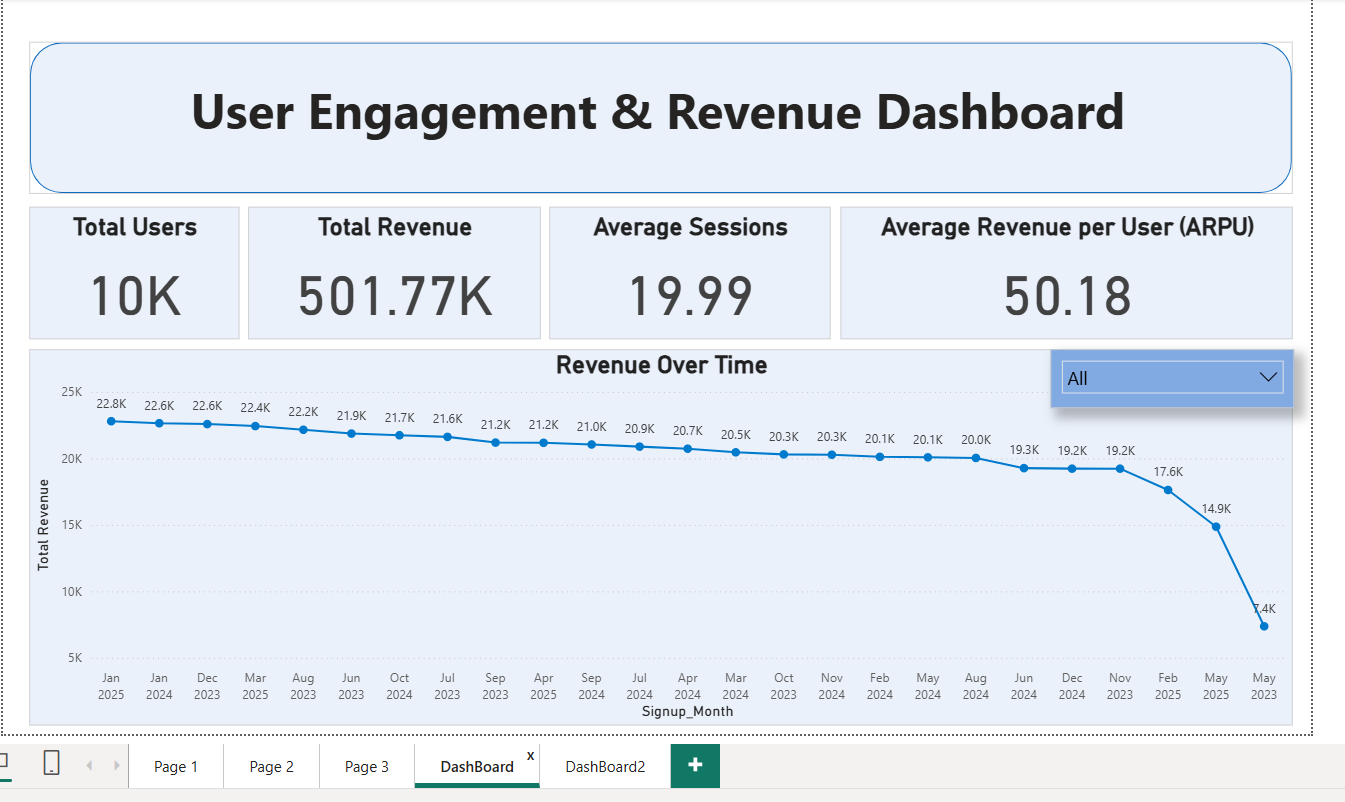 User Engagement & Revenue Dashboard
Total Users
10K
Total Revenue
501.77K
Average Sessions
19.99
Average Revenue per User (ARPU)
50.18
Revenue Over Time
All
Total Revenue
25K
20K
15K
10K
5K
22.8K 22.6K 22.6K 22.4K 22.2K 21.9K 21.7K 21.6K 21.2K 21.2K 21.0K 20.9K 20.7K 20.5K 20.3K 20.3K 20.1K 20.1K 20.0K 19.3K 19.2K 19.2K 17.6K 14.9K 7.4K
Jan Jan Dec Mar Aug Jun Oct Jul Sep Apr Sep Jul Apr Mar Oct Nov Feb May Aug Jun Dec Nov Feb May May
2025 2024 2023 2025 2023 2023 2024 2023 2023 2025 2024 2024 2024 2024 2023 2024 2024 2024 2024 2024 2024 2023 2025 2025 2023
Signup_Month
Page 1
Page 2
Page 3
DashBoard
x
DashBoard2
+